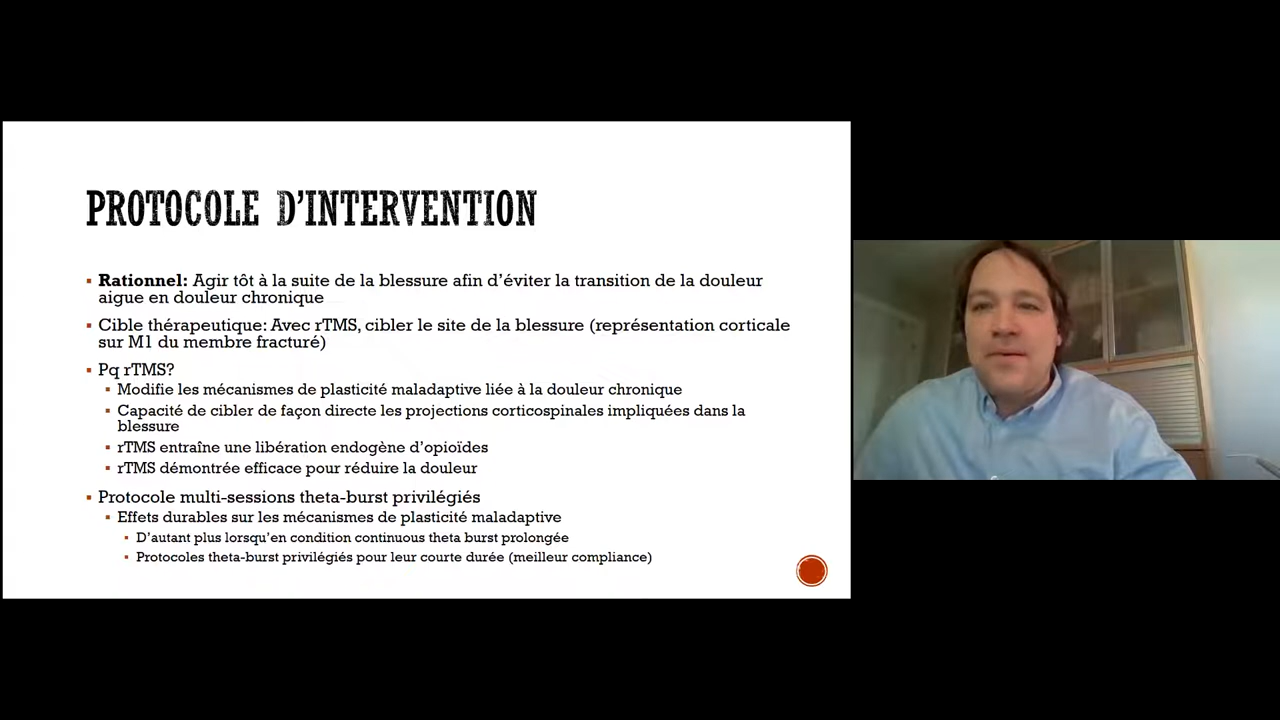 PROTOCOLE D'INTERVENTION
▪ Rationnel: Agir tôt à la suite de la blessure afin d'éviter la transition de la douleur
aigue en douleur chronique
▪ Cible thérapeutique: Avec rTMS, cibler le site de la blessure (représentation corticale
sur M1 du membre fracturé)
▪ Pq rTMS?
▪ Modifie les mécanismes de plasticité maladaptive liée à la douleur chronique
▪ Capacité de cibler de façon directe les projections corticospinales impliquées dans la
blessure
▪ rTMS entraîne une libération endogène d'opioïdes
▪ rTMS démontrée efficace pour réduire la douleur
▪ Protocole multi-sessions theta-burst privilégiés
▪ Effets durables sur les mécanismes de plasticité maladaptive
▪ D'autant plus lorsqu'en condition continuous theta burst prolongée
▪ Protocoles theta-burst privilégiés pour leur courte durée (meilleur compliance)